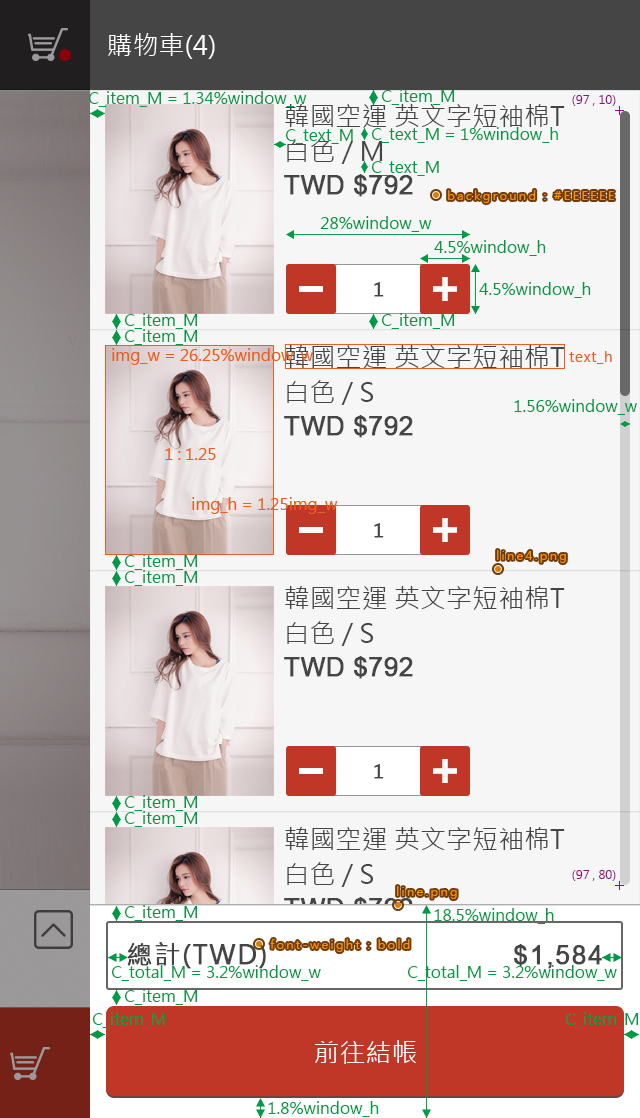 購物車(4)
C_item_M = 1.34%window_w
C_item_M
(97 , 10)
韓國空運 英文字短袖棉T
C_text_M
C_text_M = 1%window_h
白色 / M
C_text_M
TWD $792
background : #EEEEEE
28%window_w
4.5%window_h
1
4.5%window_h
C_item_M
C_item_M
C_item_M
img_w = 26.25%window_w
韓國空運 英文字短袖棉T
text_h
白色 / S
1.56%window_w
TWD $792
1 : 1.25
img_h = 1.25img_w
1
line4.png
C_item_M
C_item_M
韓國空運 英文字短袖棉T
白色 / S
TWD $792
1
C_item_M
C_item_M
韓國空運 英文字短袖棉T
白色 / S
(97 , 80)
line.png
TWD $792
C_item_M
18.5%window_h
總計(TWD)
font-weight : bold
$1,584
C_total_M = 3.2%window_w
C_total_M = 3.2%window_w
C_item_M
C_item_M
C_item_M
前往結帳
1.8%window_h